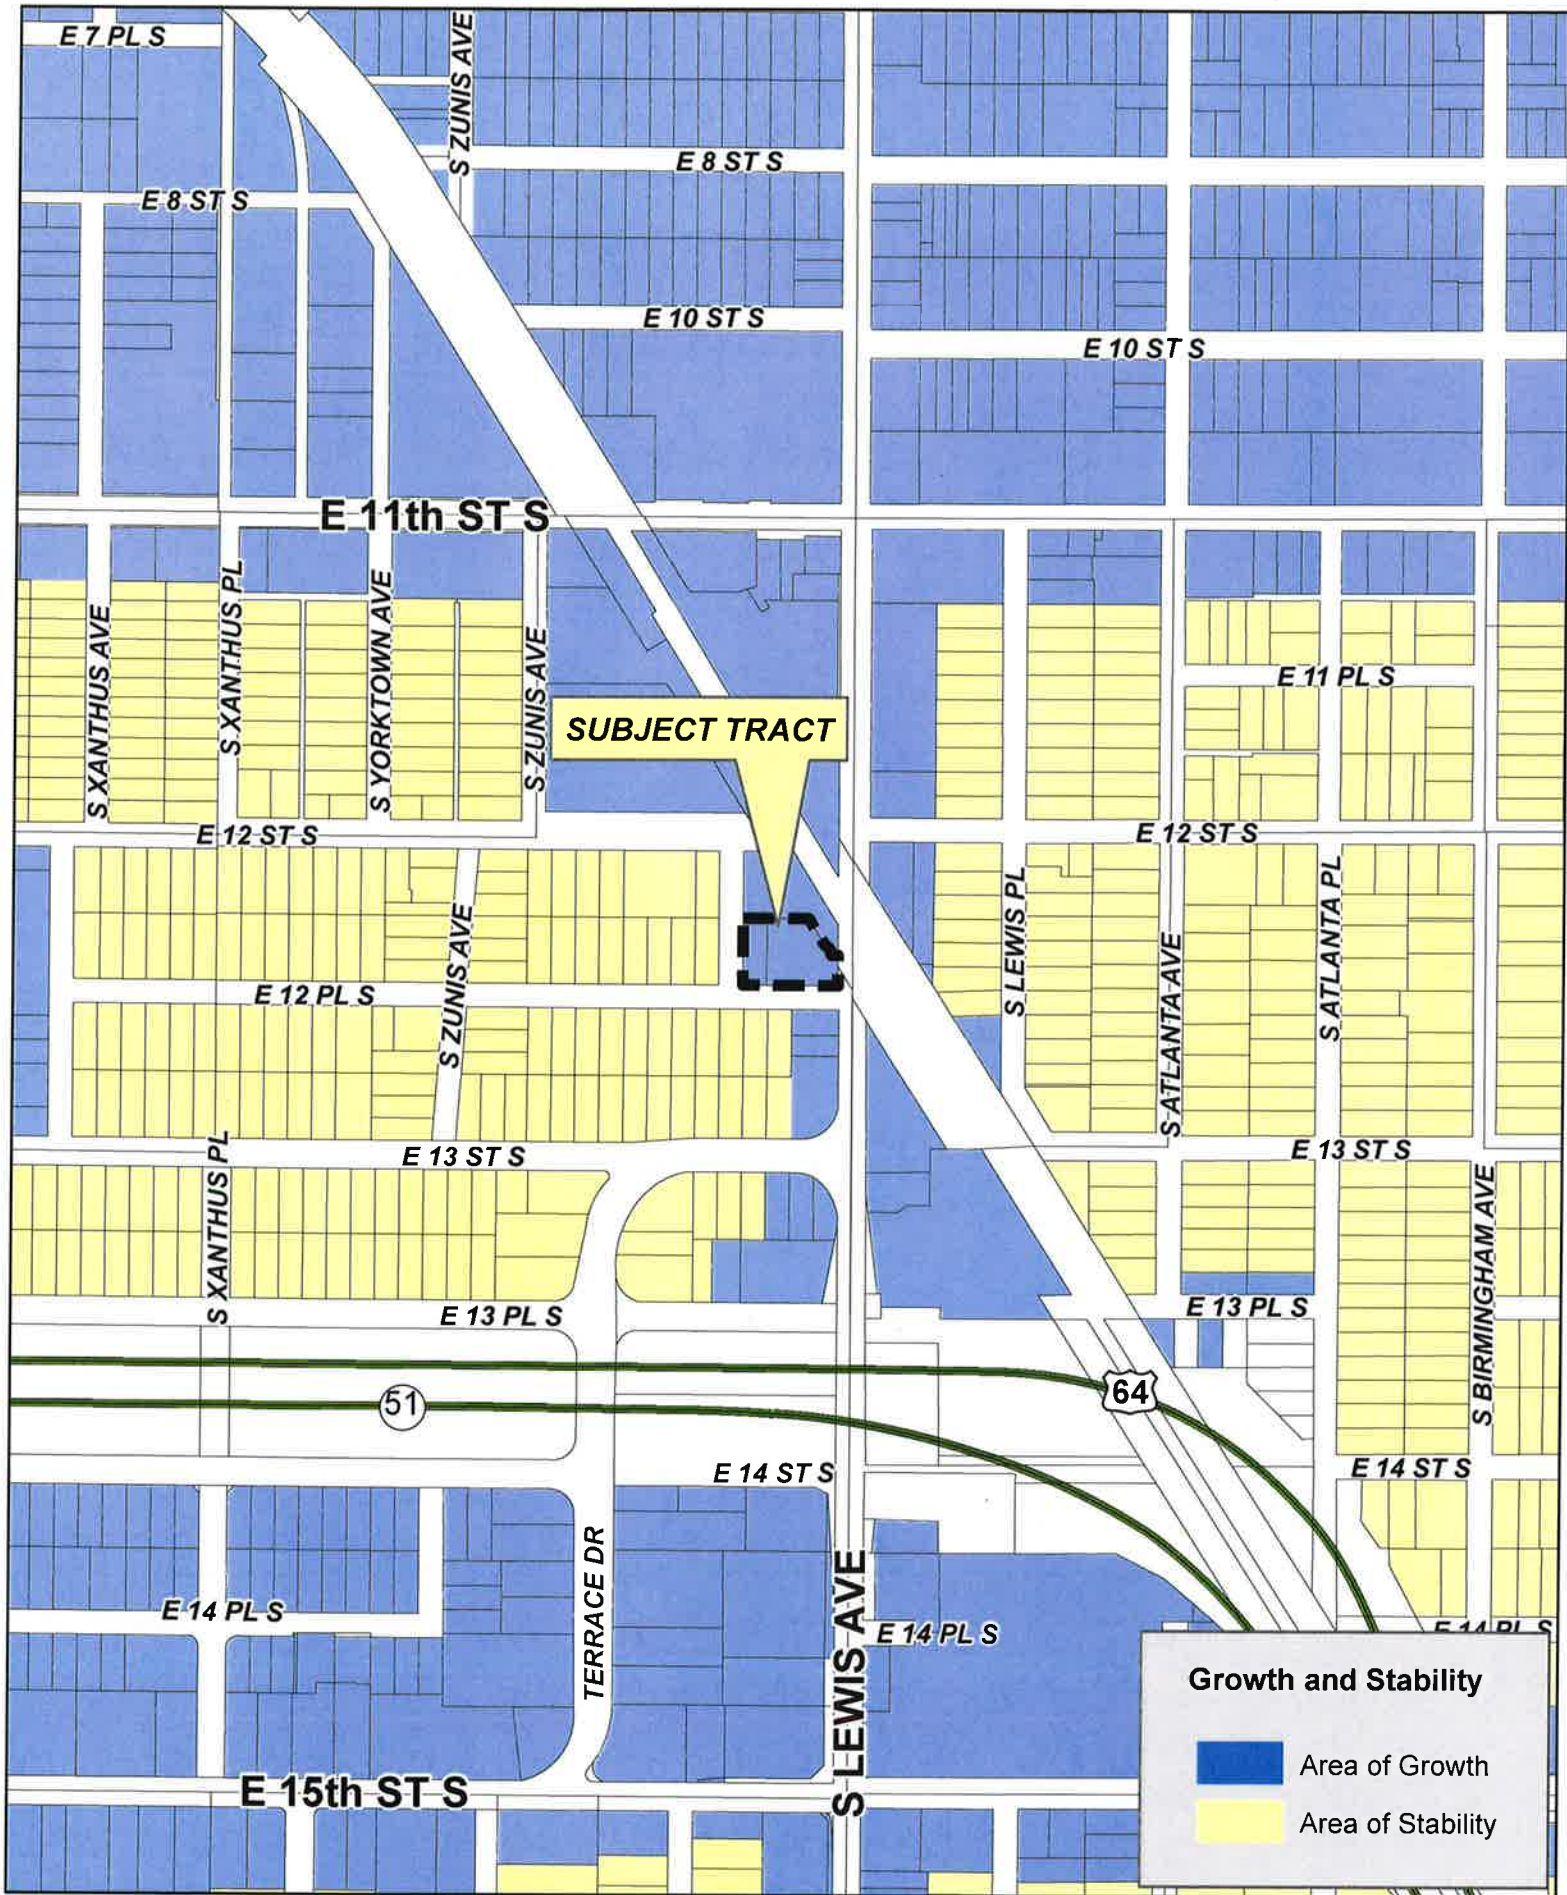 E 7 PL S
S ZUNIS AVE
E 8 ST S
E 8 ST S
E 10 ST S
E 10 ST S
E 11th ST S
S XANTHUS AVE
S XANTHUS PL
S YORKTOWN AVE
S ZUNIS AVE
E 11 PL S
SUBJECT TRACT
E 12 ST S
E 12 ST S
S LEWIS PL
S ATLANTA AVE
S ATLANTA PL
S ZUNIS AVE
E 12 PL S
E 13 ST S
E 13 ST S
S XANTHUS PL
S BIRMINGHAM AVE
E 13 PL S
E 13 PL S
51
64
E 14 ST S
E 14 ST S
TERRACE DR
S LEWIS AVE
E 14 PL S
E 14 PL S
E 14 PL S
E 15th ST S
Growth and Stability
Area of Growth
Area of Stability